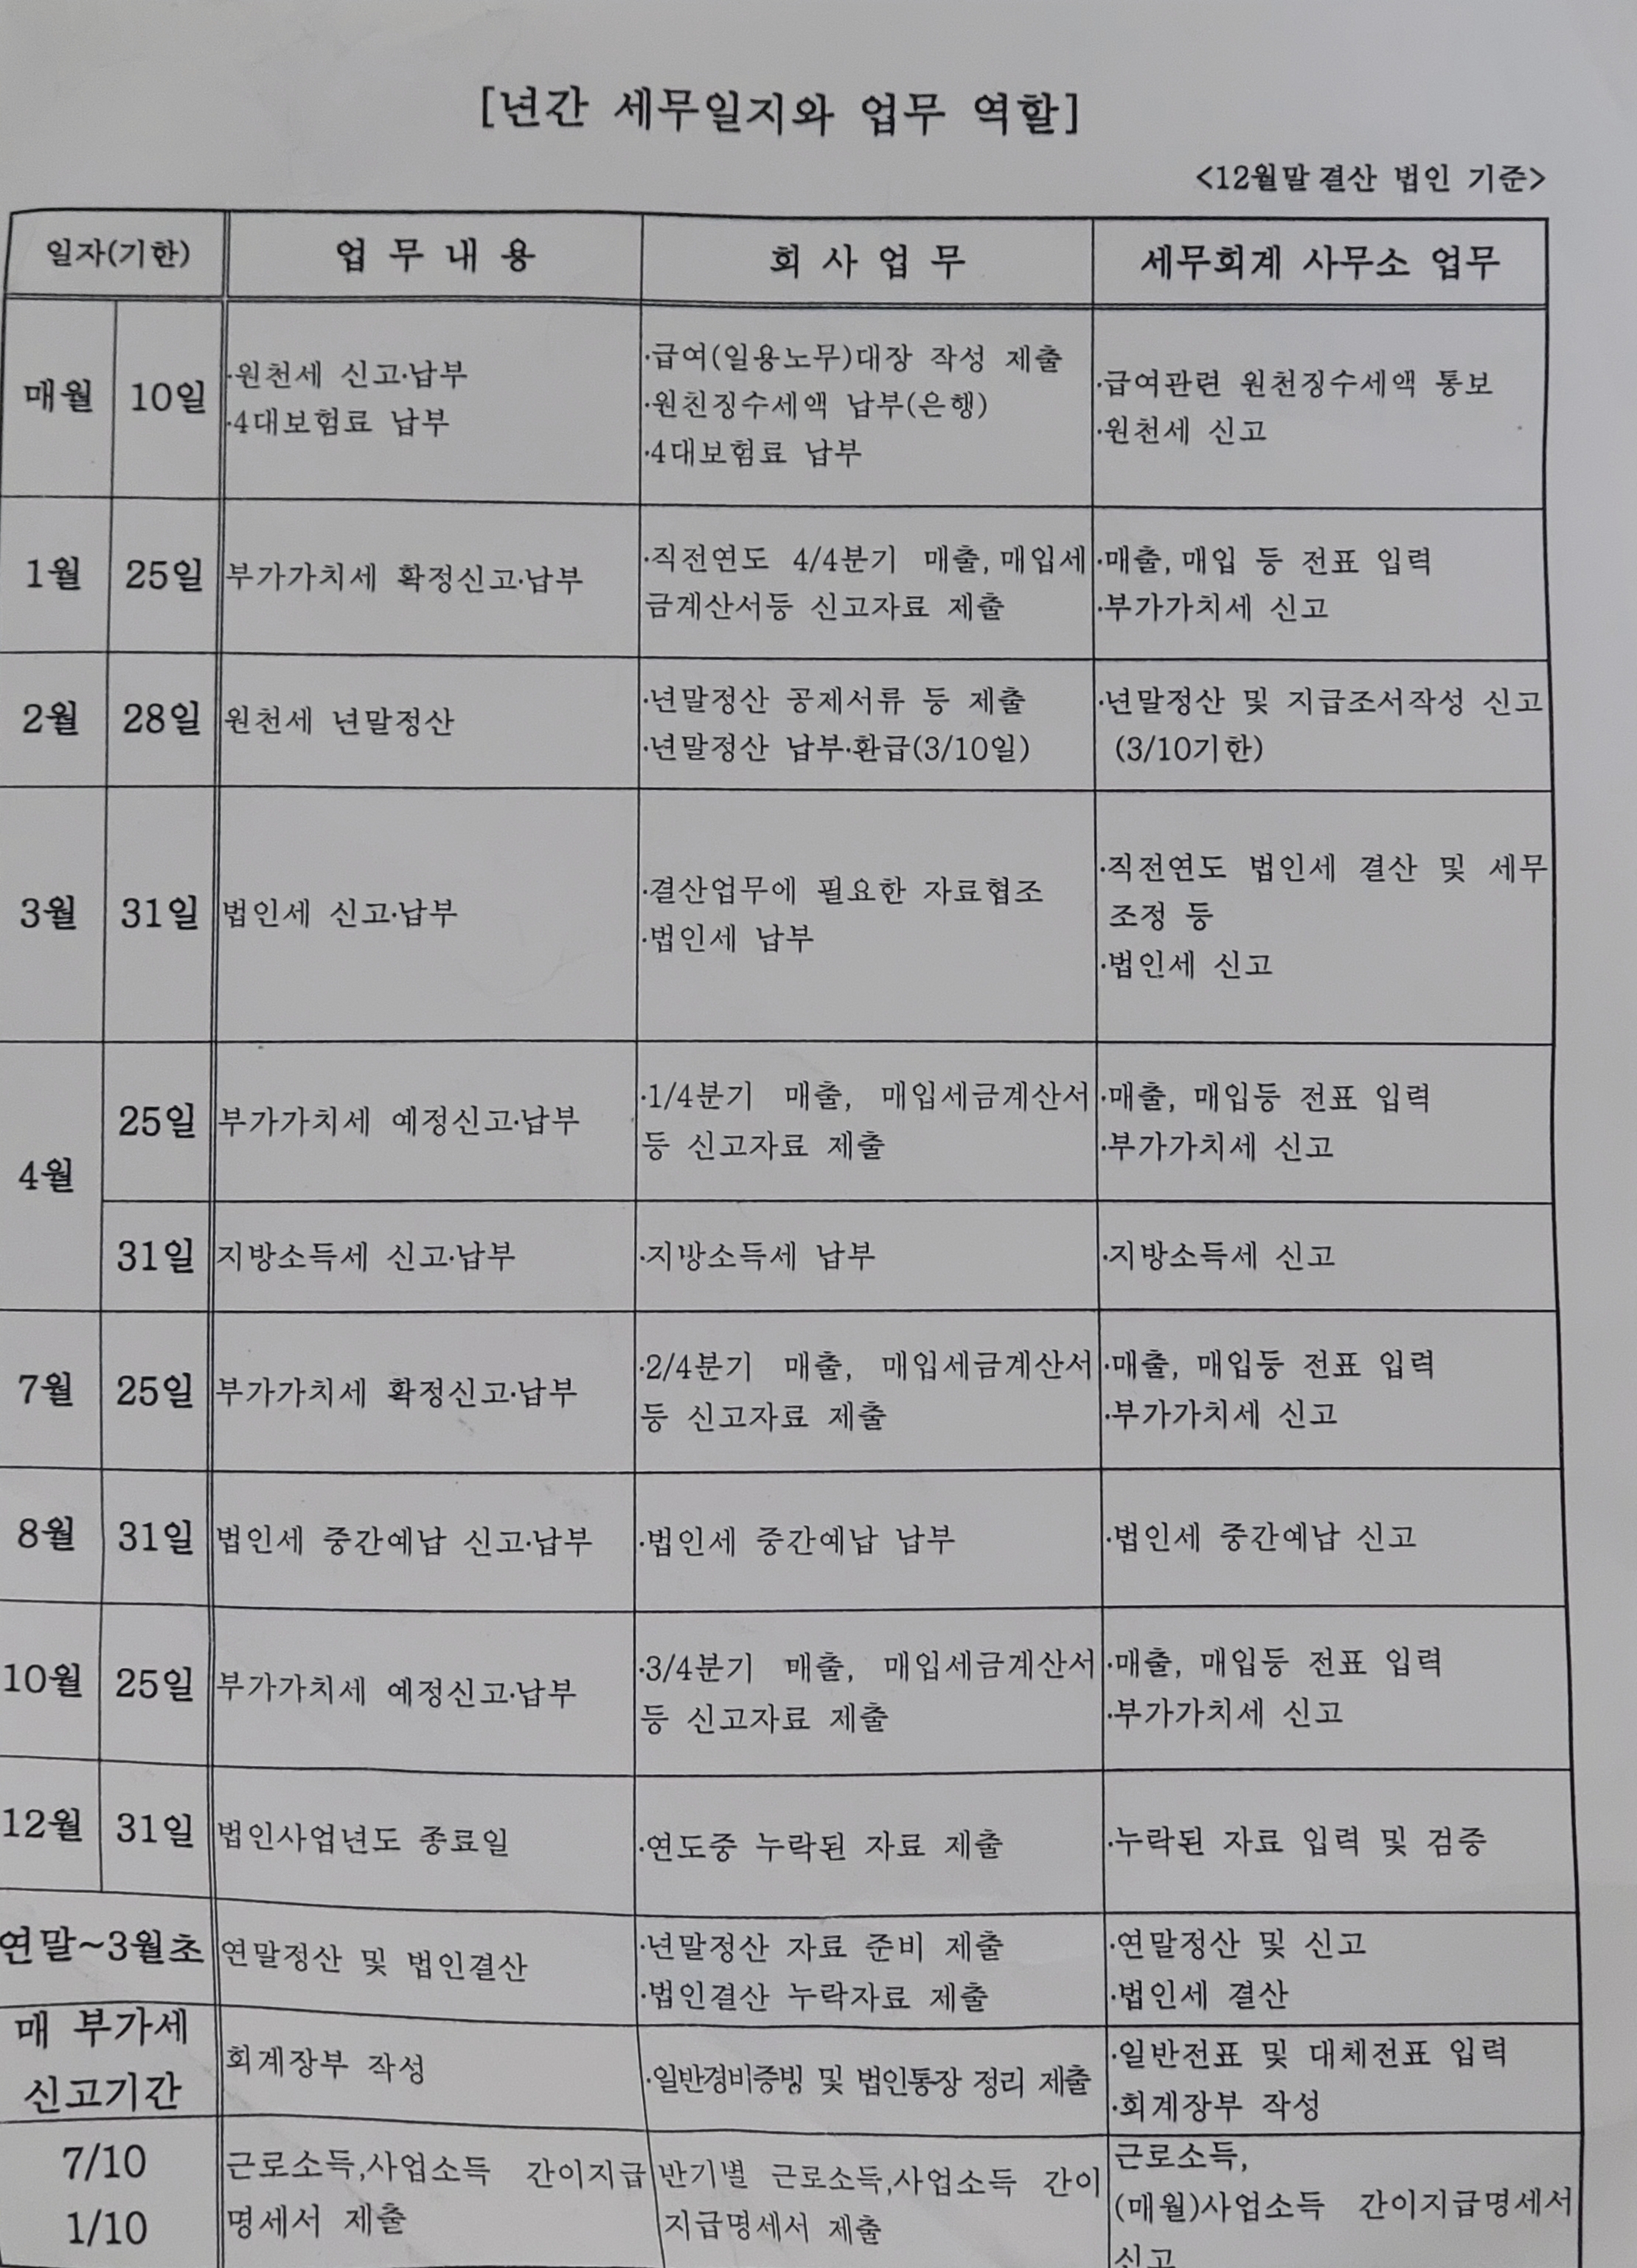 [년간 세무일지와 업무 역할]
<12월말 결산 법인 기준>
일자(기한) 업 무 내 용 회 사 업 무 세무회계 사무소 업무
매월 10일
·원천세 신고·납부
·4대보험료 납부
·급여(일용노무)대장 작성 제출
·원친징수세액 납부(은행)
·4대보험료 납부
·급여관련 원천징수세액 통보
·원천세 신고
1월 25일 부가가치세 확정신고·납부
·직전연도 4/4분기 매출, 매입세
금계산서등 신고자료 제출
·매출, 매입 등 전표 입력
·부가가치세 신고
2월 28일 원천세 년말정산
·년말정산 공제서류 등 제출
·년말정산 납부·환급(3/10일)
·년말정산 및 지급조서작성 신고
(3/10기한)
3월 31일 법인세 신고·납부
·결산업무에 필요한 자료협조
·법인세 납부
·직전연도 법인세 결산 및 세무
조정 등
·법인세 신고
4월
25일 부가가치세 예정신고·납부
·1/4분기 매출, 매입세금계산서
등 신고자료 제출
·매출, 매입등 전표 입력
·부가가치세 신고
31일 지방소득세 신고·납부 ·지방소득세 납부 ·지방소득세 신고
7월 25일 부가가치세 확정신고·납부
·2/4분기 매출, 매입세금계산서
등 신고자료 제출
·매출, 매입등 전표 입력
·부가가치세 신고
8월 31일 법인세 중간예납 신고·납부 ·법인세 중간예납 납부 ·법인세 중간예납 신고
10월 25일 부가가치세 예정신고·납부
·3/4분기 매출, 매입세금계산서
등 신고자료 제출
·매출, 매입등 전표 입력
·부가가치세 신고
12월 31일 법인사업년도 종료일 ·연도중 누락된 자료 제출 ·누락된 자료 입력 및 검증
연말~3월초 연말정산 및 법인결산
·년말정산 자료 준비 제출
·법인결산 누락자료 제출
·연말정산 및 신고
·법인세 결산
매 부가세
신고기간
회계장부 작성
·일반경비증빙 및 법인통장 정리 제출
·일반전표 및 대체전표 입력
·회계장부 작성
7/10
1/10
근로소득,사업소득 간이지급
명세서 제출
반기별 근로소득,사업소득 간이
지급명세서 제출
근로소득,
(매월)사업소득 간이지급명세서
신고